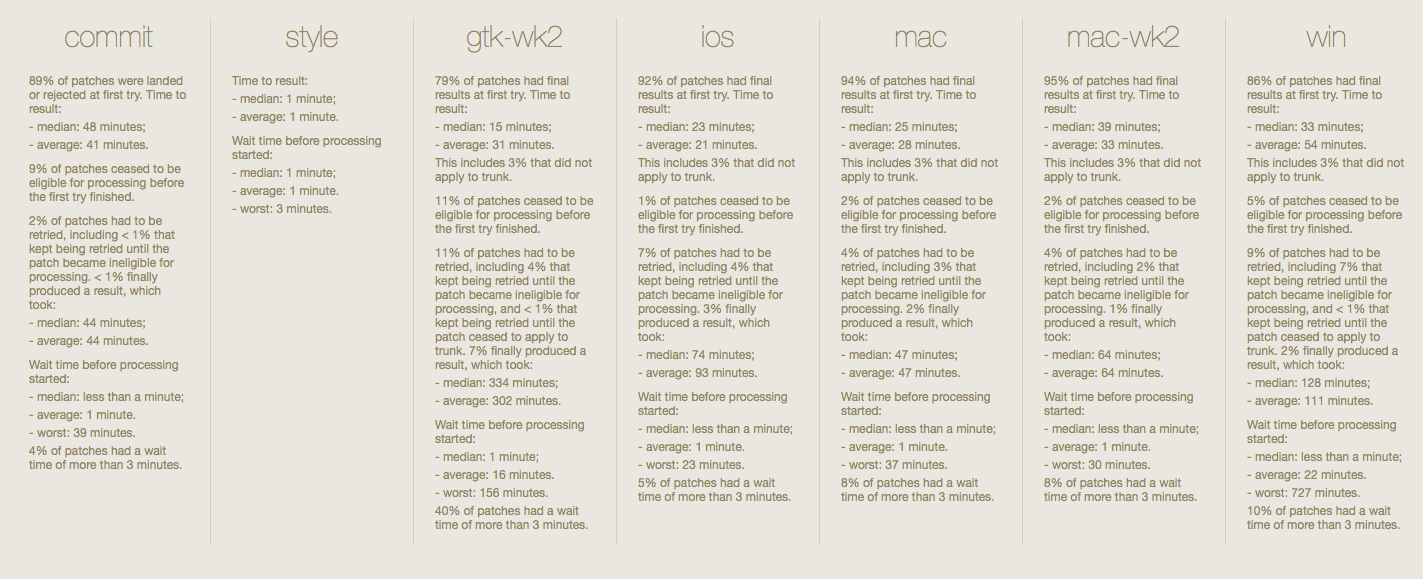 commit
89% of patches were landed
or rejected at first try. Time to
result:
- median: 48 minutes;
- average: 41 minutes.
9% of patches ceased to be
eligible for processing before
the first try finished.
2% of patches had to be
retried, including < 1% that
kept being retried until the
patch became ineligible for
processing. < 1% finally
produced a result, which
took:
- median: 44 minutes;
- average: 44 minutes.
Wait time before processing
started:
- median: less than a minute;
- average: 1 minute.
- worst: 39 minutes.
4% of patches had a wait
time of more than 3 minutes.
style
Time to result:
- median: 1 minute;
- average: 1 minute.
Wait time before processing
started:
- median: 1 minute;
- average: 1 minute.
- worst: 3 minutes.
gtk-wk2
79% of patches had final
results at first try. Time to
result:
- median: 15 minutes;
- average: 31 minutes.
This includes 3% that did not
apply to trunk.
11% of patches ceased to be
eligible for processing before
the first try finished.
11% of patches had to be
retried, including 4% that
kept being retried until the
patch became ineligible for
processing, and < 1% that
kept being retried until the
patch ceased to apply to
trunk. 7% finally produced a
result, which took:
- median: 334 minutes;
- average: 302 minutes.
Wait time before processing
started:
- median: 1 minute;
- average: 16 minutes.
- worst: 156 minutes.
40% of patches had a wait
time of more than 3 minutes.
ios
92% of patches had final
results at first try. Time to
result:
- median: 23 minutes;
- average: 21 minutes.
This includes 3% that did not
apply to trunk.
1% of patches ceased to be
eligible for processing before
the first try finished.
7% of patches had to be
retried, including 4% that
kept being retried until the
patch became ineligible for
processing. 3% finally
produced a result, which
took:
- median: 74 minutes;
- average: 93 minutes.
Wait time before processing
started:
- median: less than a minute;
- average: 1 minute.
- worst: 23 minutes.
5% of patches had a wait
time of more than 3 minutes.
mac
94% of patches had final
results at first try. Time to
result:
- median: 25 minutes;
- average: 28 minutes.
This includes 3% that did not
apply to trunk.
2% of patches ceased to be
eligible for processing before
the first try finished.
4% of patches had to be
retried, including 3% that
kept being retried until the
patch became ineligible for
processing. 2% finally
produced a result, which
took:
- median: 47 minutes;
- average: 47 minutes.
Wait time before processing
started:
- median: less than a minute;
- average: 1 minute.
- worst: 37 minutes.
8% of patches had a wait
time of more than 3 minutes.
mac-wk2
95% of patches had final
results at first try. Time to
result:
- median: 39 minutes;
- average: 33 minutes.
This includes 3% that did not
apply to trunk.
2% of patches ceased to be
eligible for processing before
the first try finished.
4% of patches had to be
retried, including 2% that
kept being retried until the
patch became ineligible for
processing. 1% finally
produced a result, which
took:
- median: 64 minutes;
- average: 64 minutes.
Wait time before processing
started:
- median: less than a minute;
- average: 1 minute.
- worst: 30 minutes.
8% of patches had a wait
time of more than 3 minutes.
win
86% of patches had final
results at first try. Time to
result:
- median: 33 minutes;
- average: 54 minutes.
This includes 3% that did not
apply to trunk.
5% of patches ceased to be
eligible for processing before
the first try finished.
9% of patches had to be
retried, including 7% that
kept being retried until the
patch became ineligible for
processing, and < 1% that
kept being retried until the
patch ceased to apply to
trunk. 2% finally produced a
result, which took:
- median: 128 minutes;
- average: 111 minutes.
Wait time before processing
started:
- median: less than a minute;
- average: 22 minutes.
- worst: 727 minutes.
10% of patches had a wait
time of more than 3 minutes.